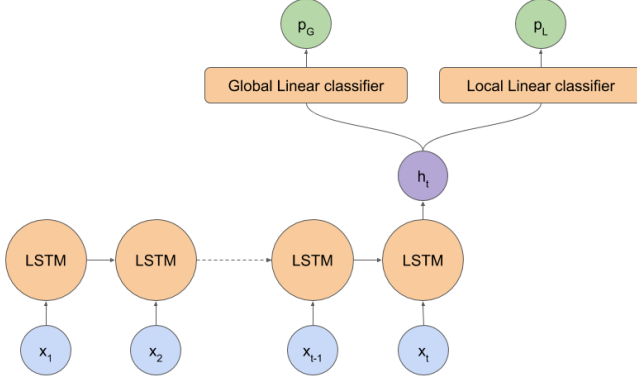 p_G p_L
Global Linear classifier Local Linear classifier
h_t
LSTM LSTM LSTM LSTM
x_1 x_2 x_t-1 x_t